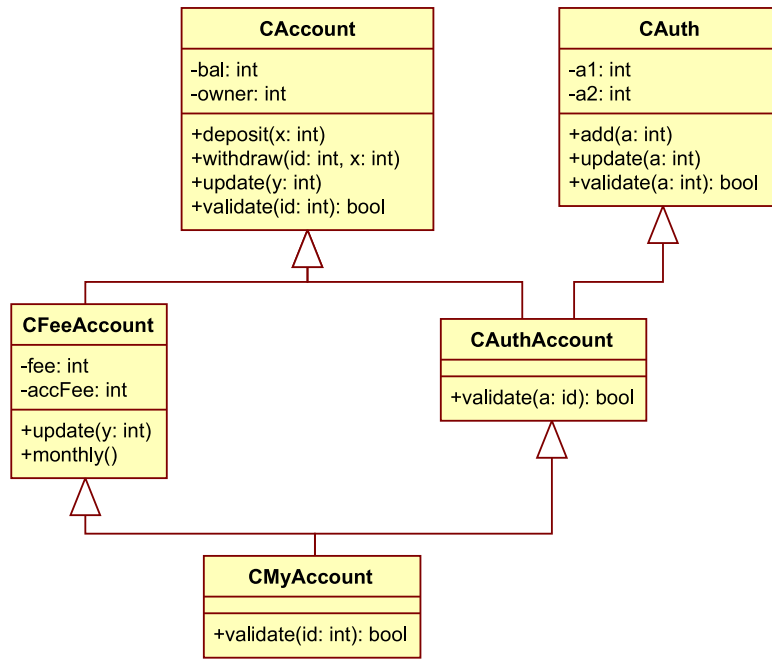 CAccount
-bal: int
-owner: int
+deposit(x: int)
+withdraw(id: int, x: int)
+update(y: int)
+validate(id: int): bool
CAuth
-a1: int
-a2: int
+add(a: int)
+update(a: int)
+validate(a: int): bool
CFeeAccount
-fee: int
-accFee: int
+update(y: int)
+monthly()
CAuthAccount
+validate(a: id): bool
CMyAccount
+validate(id: int): bool